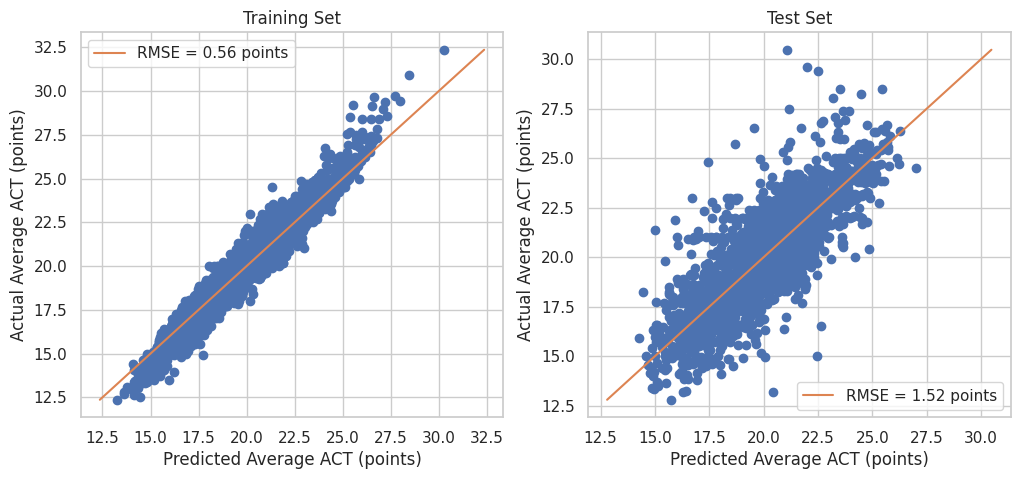 Training Set
RMSE = 0.56 points
32.5
30.0
27.5
25.0
22.5
20.0
17.5
15.0
12.5
Actual Average ACT (points)
12.5 15.0 17.5 20.0 22.5 25.0 27.5 30.0 32.5
Predicted Average ACT (points)
Test Set
30.0
27.5
25.0
22.5
20.0
17.5
15.0
12.5
Actual Average ACT (points)
RMSE = 1.52 points
12.5 15.0 17.5 20.0 22.5 25.0 27.5 30.0
Predicted Average ACT (points)